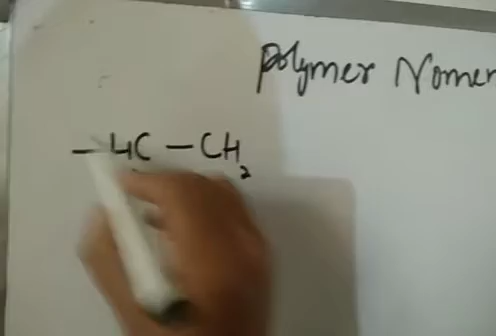 Polymer Nomen
— HC — CH₂